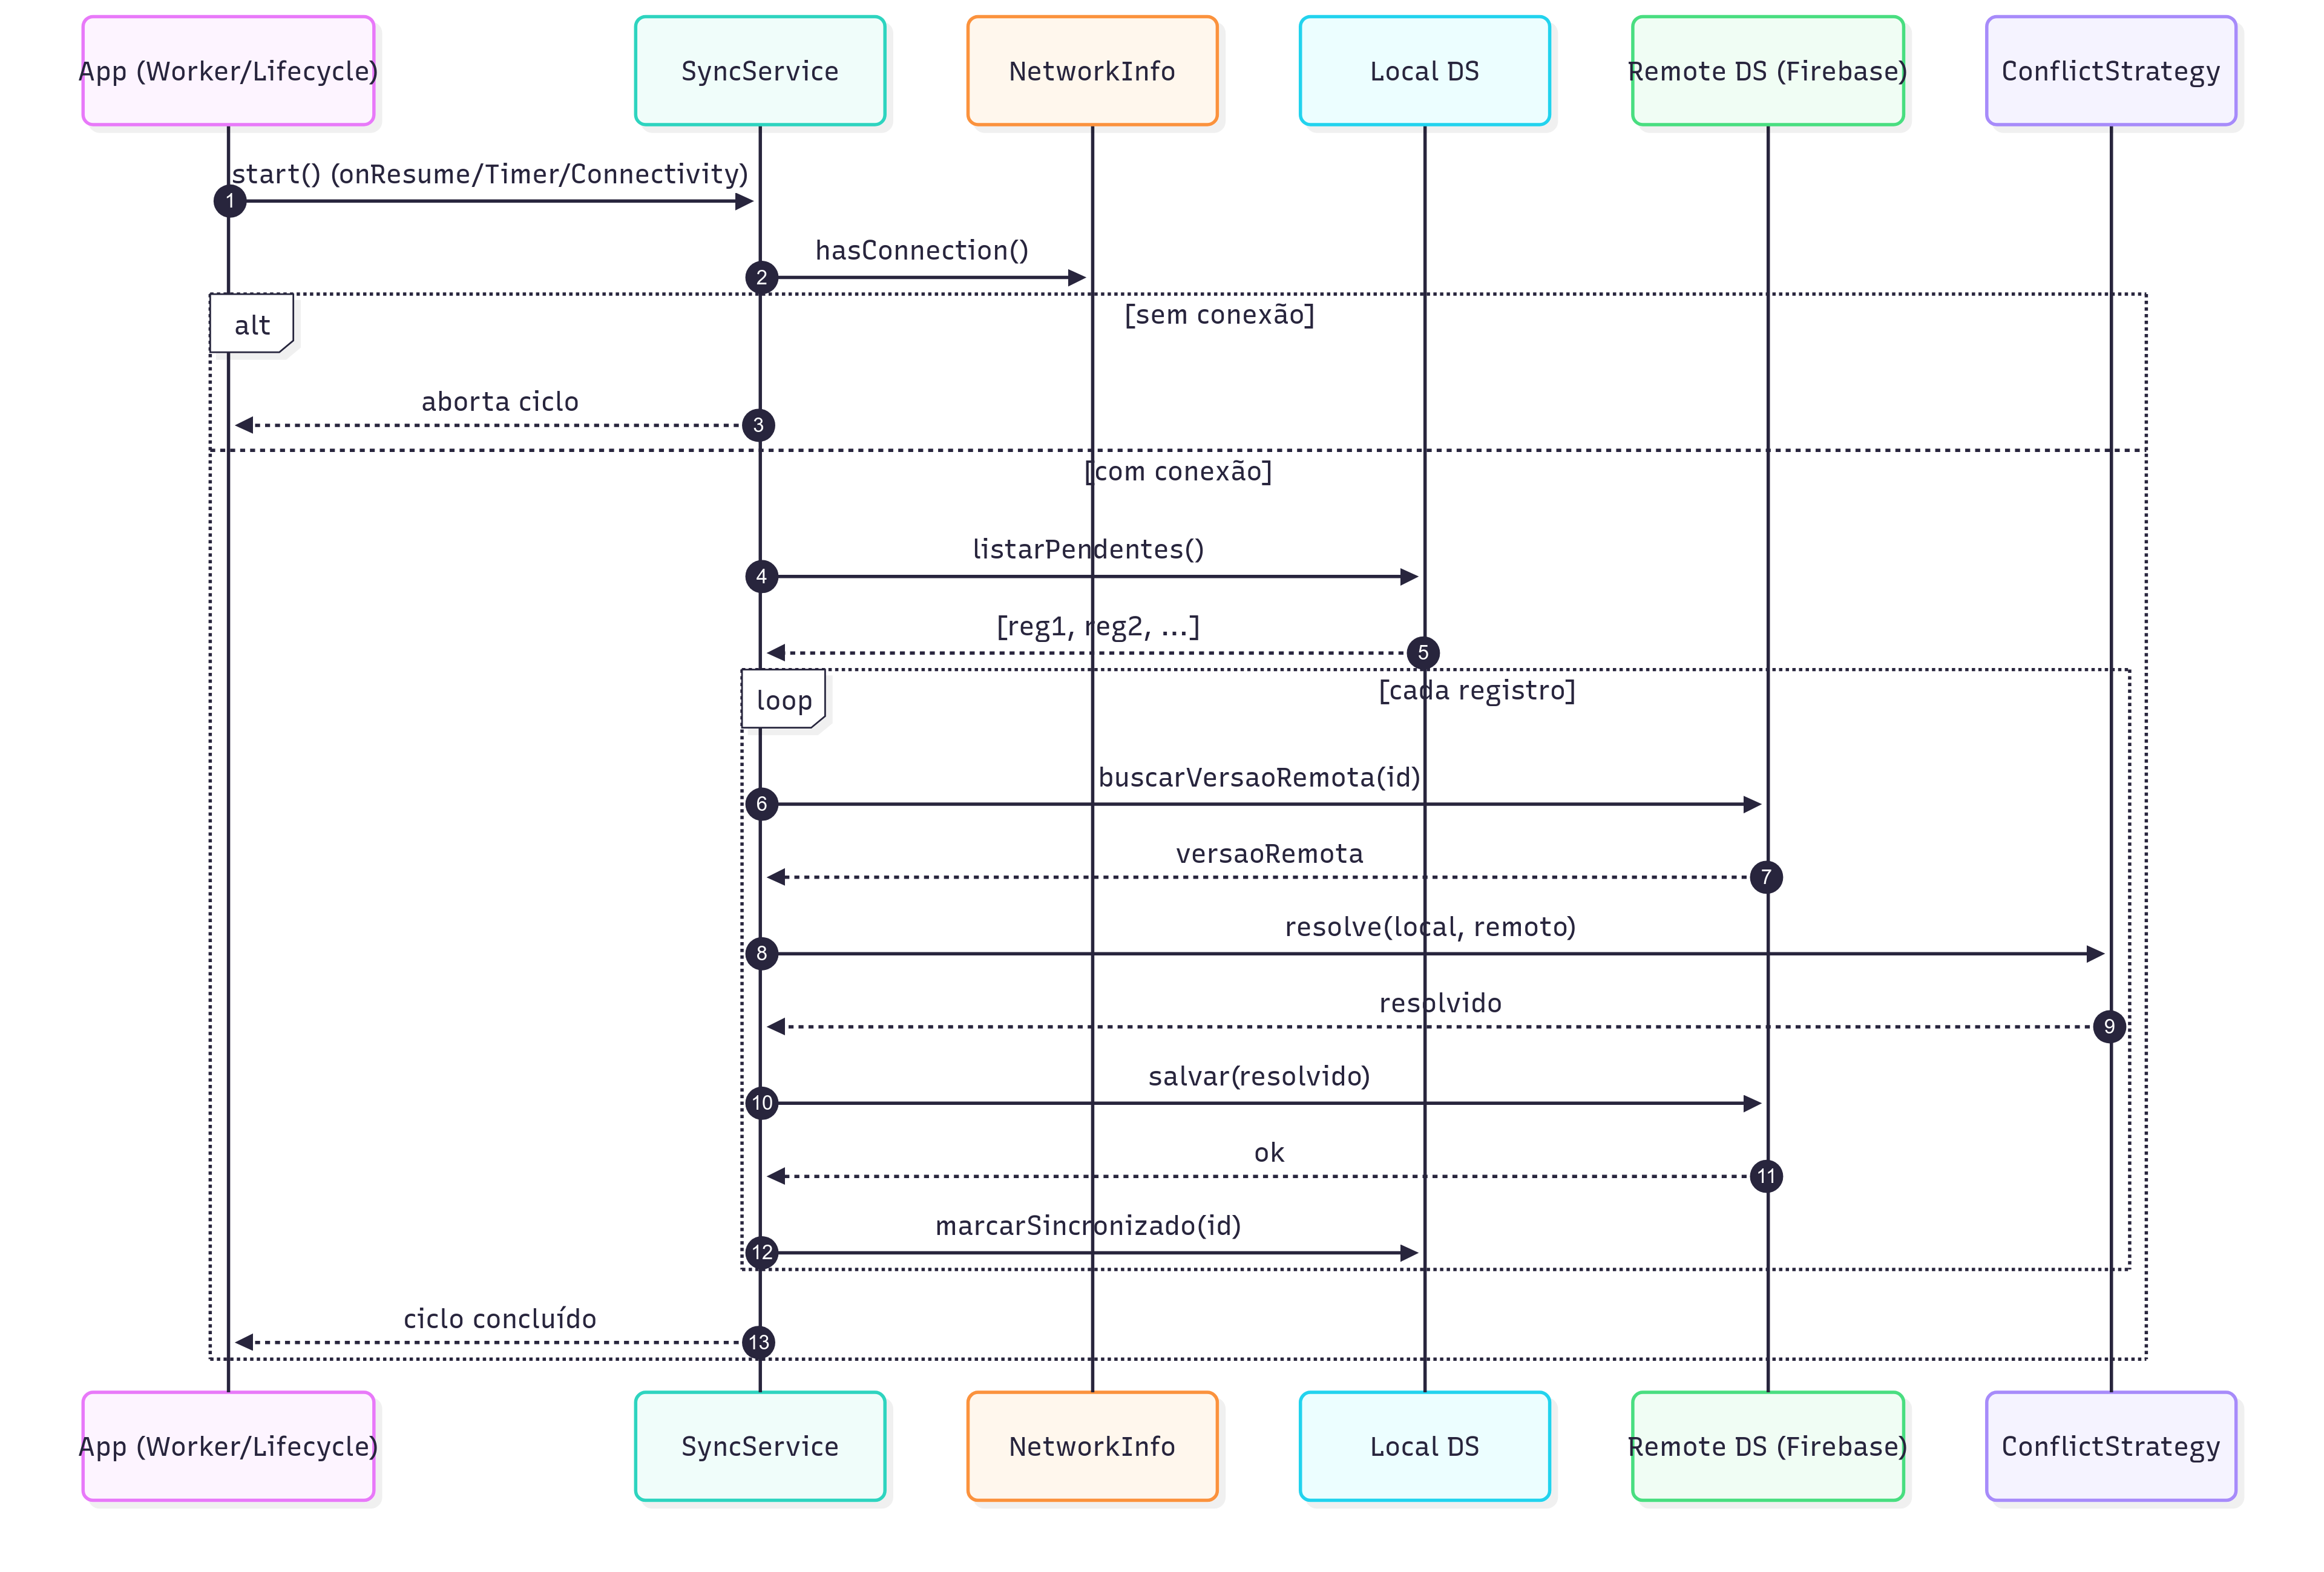 App (Worker/Lifecycle)
SyncService
NetworkInfo
Local DS
Remote DS (Firebase)
ConflictStrategy
start() (onResume/Timer/Connectivity)
1
hasConnection()
2
alt
[sem conexão]
aborta ciclo
3
[com conexão]
listarPendentes()
4
[reg1, reg2, ...]
5
loop
[cada registro]
buscarVersaoRemota(id)
6
versaoRemota
7
resolve(local, remoto)
8
resolvido
9
salvar(resolvido)
10
ok
11
marcarSincronizado(id)
12
ciclo concluído
13
App (Worker/Lifecycle)
SyncService
NetworkInfo
Local DS
Remote DS (Firebase)
ConflictStrategy